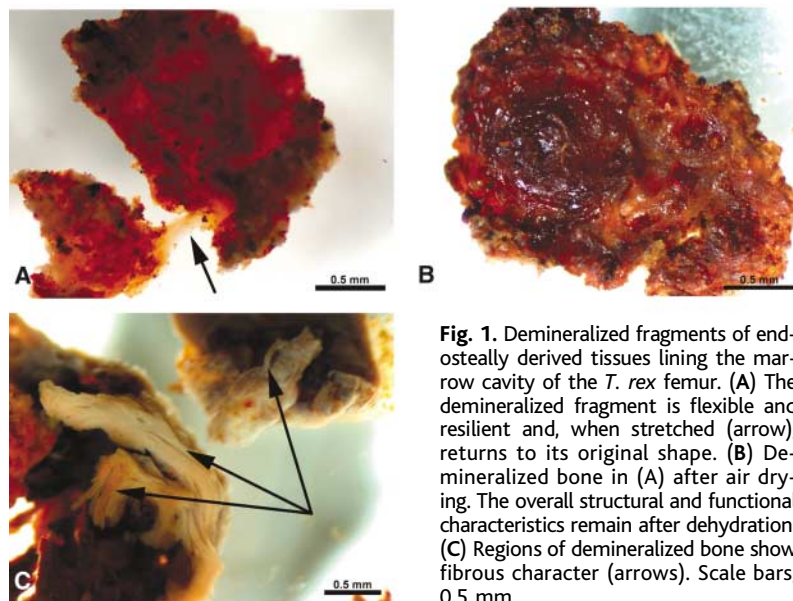 A
0.5 mm
B
0.5 mm
C
0.5 mm
Fig. 1. Demineralized fragments of end-
osteally derived tissues lining the mar-
row cavity of the T. rex femur. (A) The
demineralized fragment is flexible and
resilient and, when stretched (arrow)
returns to its original shape. (B) De-
mineralized bone in (A) after air dry-
ing. The overall structural and functional
characteristics remain after dehydration
(C) Regions of demineralized bone show
fibrous character (arrows). Scale bars,
0.5 mm